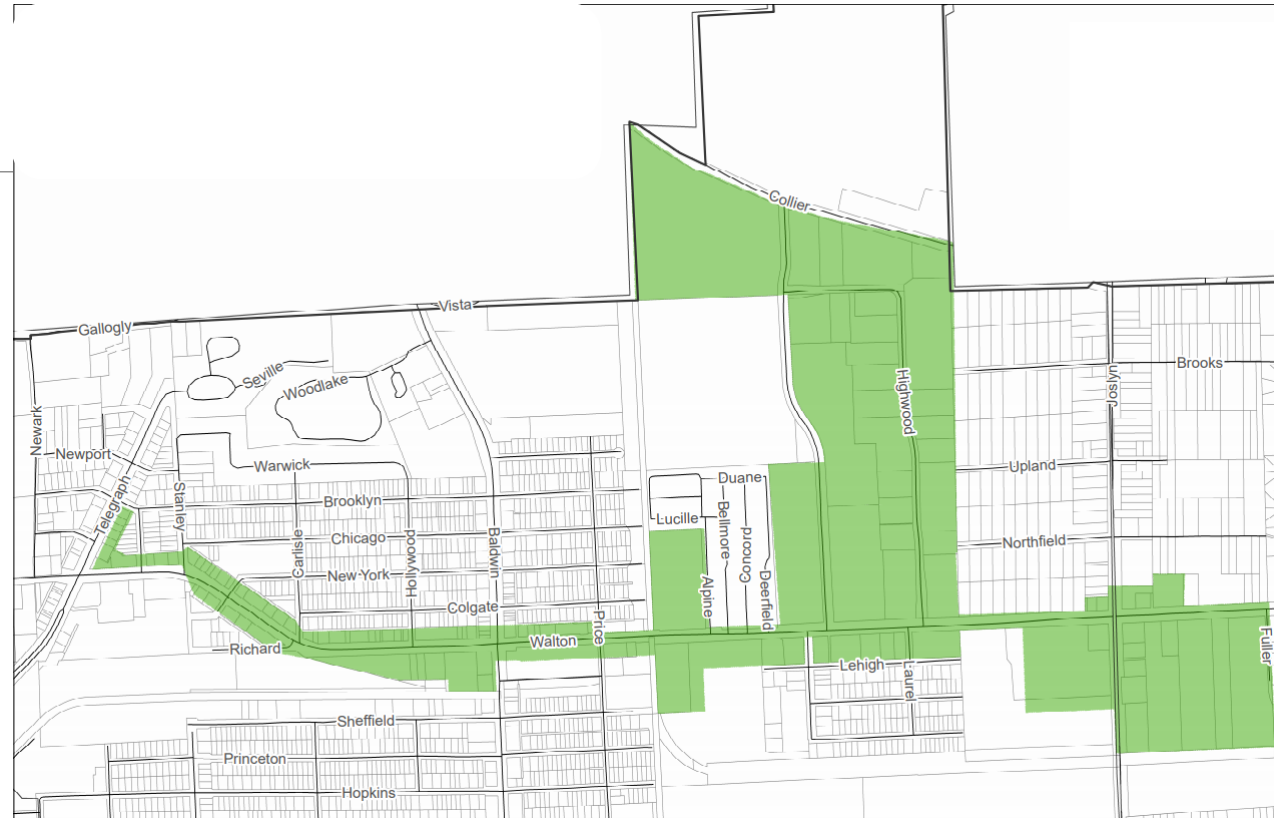 Collier
Vista
Gallogly
Seville
Woodlake
Brooks
Joslyn
Highwood
Newark
Newport
Warwick
Upland
Telegraph
Stanley
Brooklyn
Duane
Lucille
Bellmore
Concord
Chicago
Carlisle
Hollywood
Baldwin
Northfield
New York
Alpine
Deerfield
Colgate
Price
Walton
Richard
Fuller
Lehigh
Laurel
Sheffield
Princeton
Hopkins